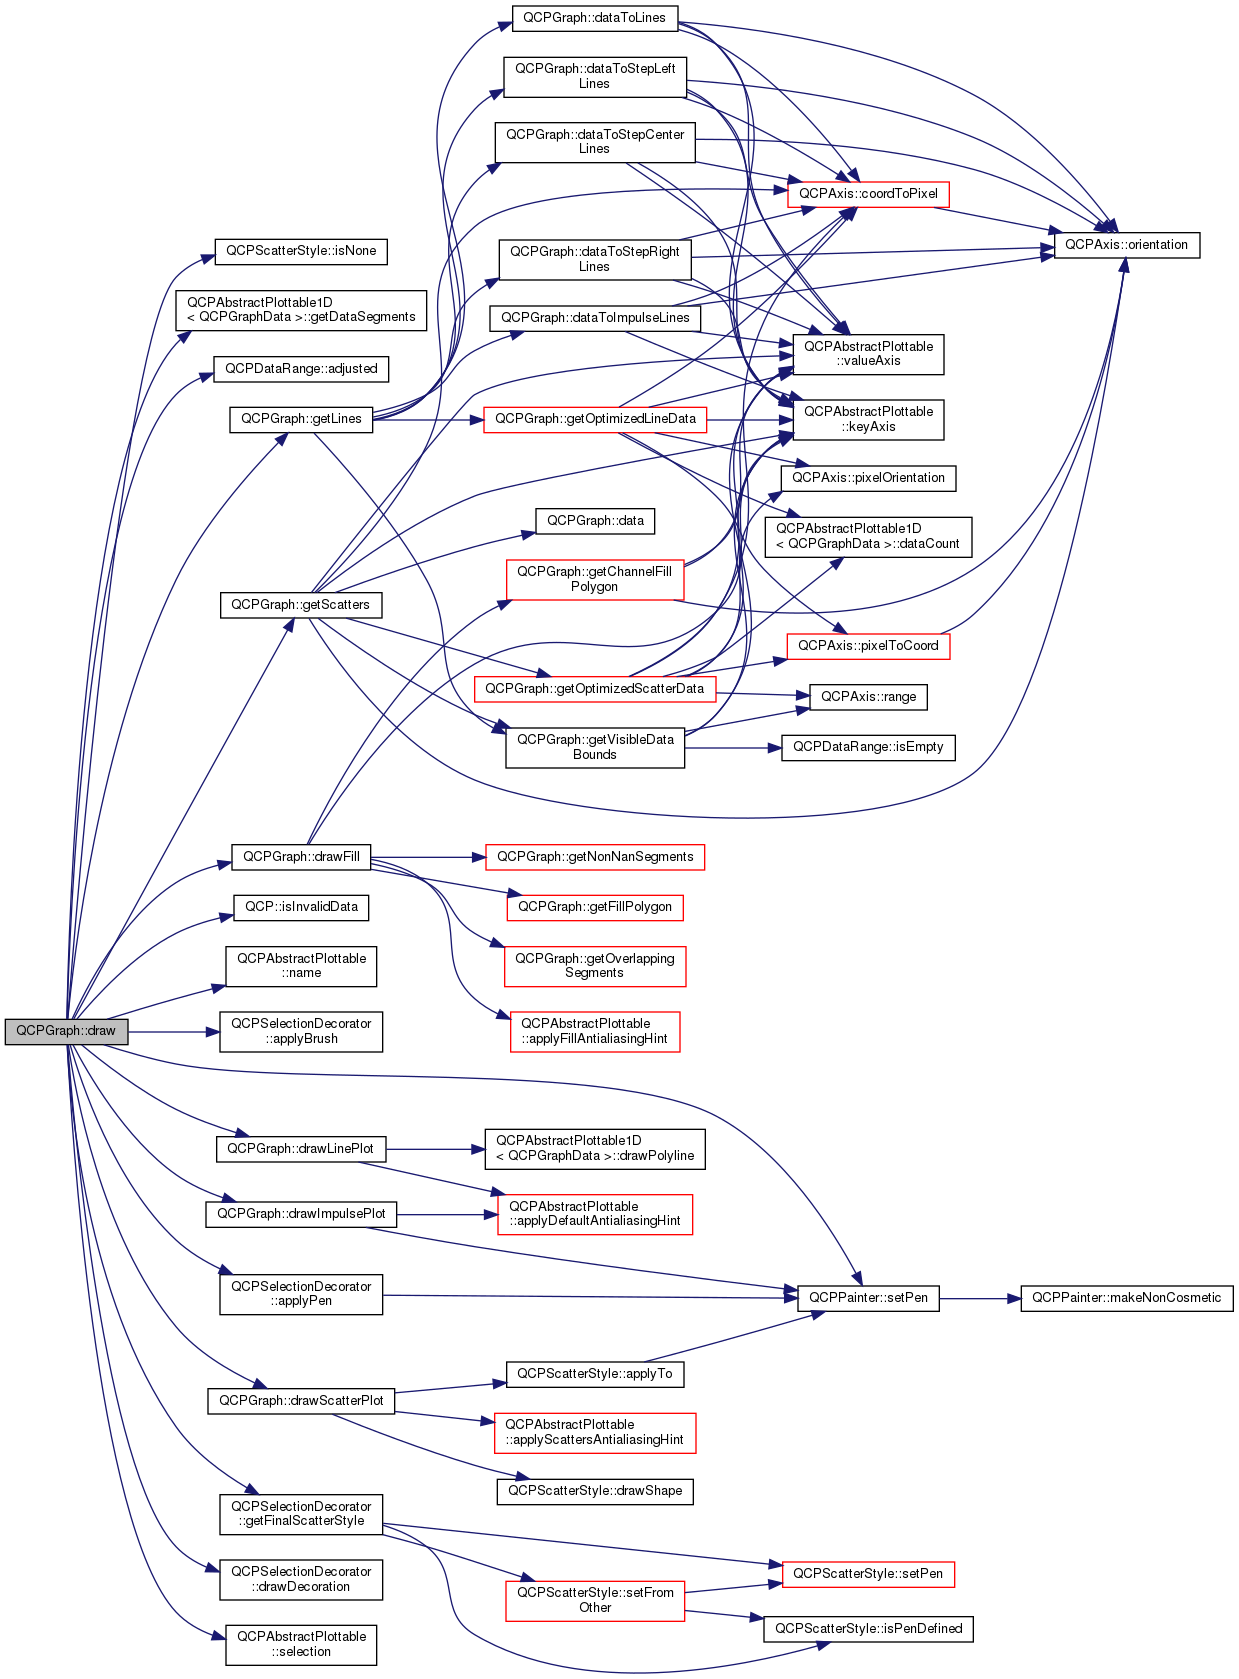 QCPGraph::dataToLines
QCPGraph::dataToStepLeft
Lines
QCPGraph::dataToStepCenter
Lines
QCPAxis::coordToPixel
QCPAxis::orientation
QCPScatterStyle::isNone
QCPGraph::dataToStepRight
Lines
QCPAbstractPlottable1D
< QCPGraphData >::getDataSegments
QCPGraph::dataToImpulseLines
QCPAbstractPlottable
::valueAxis
QCPDataRange::adjusted
QCPGraph::getLines
QCPGraph::getOptimizedLineData
QCPAbstractPlottable
::keyAxis
QCPAxis::pixelOrientation
QCPGraph::data
QCPAbstractPlottable1D
< QCPGraphData >::dataCount
QCPGraph::getChannelFill
Polygon
QCPGraph::getScatters
QCPAxis::pixelToCoord
QCPGraph::getOptimizedScatterData
QCPAxis::range
QCPGraph::getVisibleData
Bounds
QCPDataRange::isEmpty
QCPGraph::drawFill
QCPGraph::getNonNanSegments
QCP::isInvalidData
QCPGraph::getFillPolygon
QCPAbstractPlottable
::name
QCPGraph::getOverlapping
Segments
QCPGraph::draw
QCPSelectionDecorator
::applyBrush
QCPAbstractPlottable
::applyFillAntialiasingHint
QCPGraph::drawLinePlot
QCPAbstractPlottable1D
< QCPGraphData >::drawPolyline
QCPGraph::drawImpulsePlot
QCPAbstractPlottable
::applyDefaultAntialiasingHint
QCPSelectionDecorator
::applyPen
QCPPainter::setPen
QCPPainter::makeNonCosmetic
QCPScatterStyle::applyTo
QCPGraph::drawScatterPlot
QCPAbstractPlottable
::applyScattersAntialiasingHint
QCPScatterStyle::drawShape
QCPSelectionDecorator
::getFinalScatterStyle
QCPSelectionDecorator
::drawDecoration
QCPScatterStyle::setPen
QCPScatterStyle::setFrom
Other
QCPScatterStyle::isPenDefined
QCPAbstractPlottable
::selection